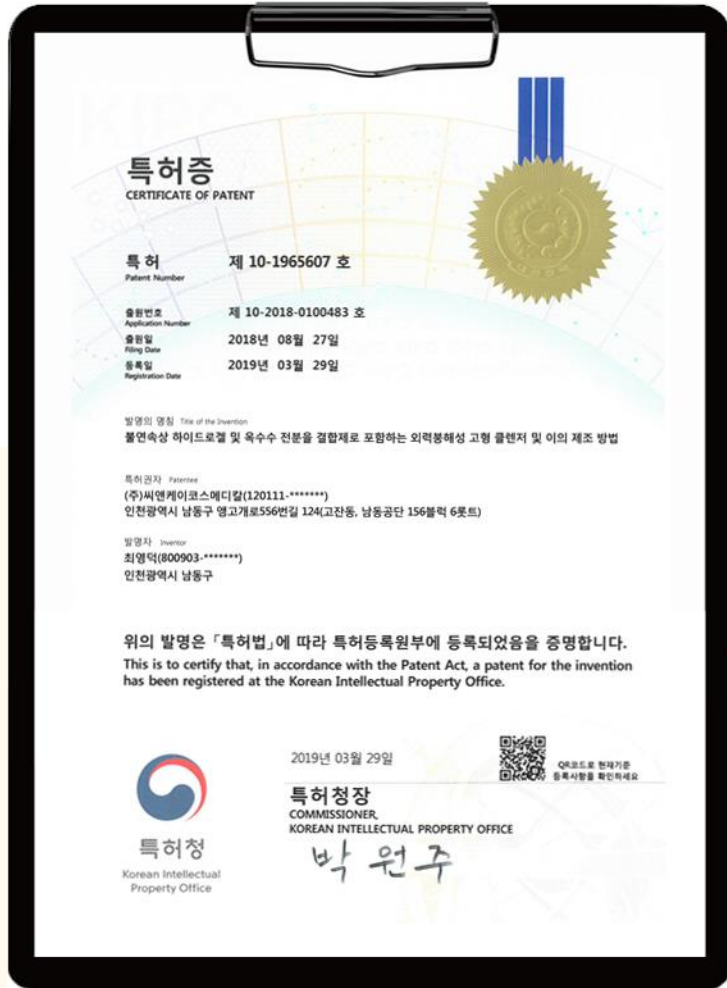 특허증
CERTIFICATE OF PATENT
특 허 제 10-1965607 호
Patent Number
출원번호 제 10-2018-0100483 호
Application Number
출원일 2018년 08월 27일
Filing Date
등록일 2019년 03월 29일
Registration Date
발명의 명칭 Title of the Invention
불연속상 하이드로겔 및 옥수수 전분을 결합제로 포함하는 외력붕해성 고형 클렌저 및 이의 제조 방법
특허권자 Patentee
(주)씨앤케이코스메디칼(120111-*******)
인천광역시 남동구 앵고개로556번길 124(고잔동, 남동공단 156블럭 6롯트)
발명자 Inventor
최영덕(800903-*******)
인천광역시 남동구
위의 발명은 「특허법」에 따라 특허등록원부에 등록되었음을 증명합니다.
This is to certify that, in accordance with the Patent Act, a patent for the invention
has been registered at the Korean Intellectual Property Office.
2019년 03월 29일
QR코드로 현재기준
등록사항을 확인하세요
특허청장
COMMISSIONER,
KOREAN INTELLECTUAL PROPERTY OFFICE
박원주
특허청
Korean Intellectual
Property Office